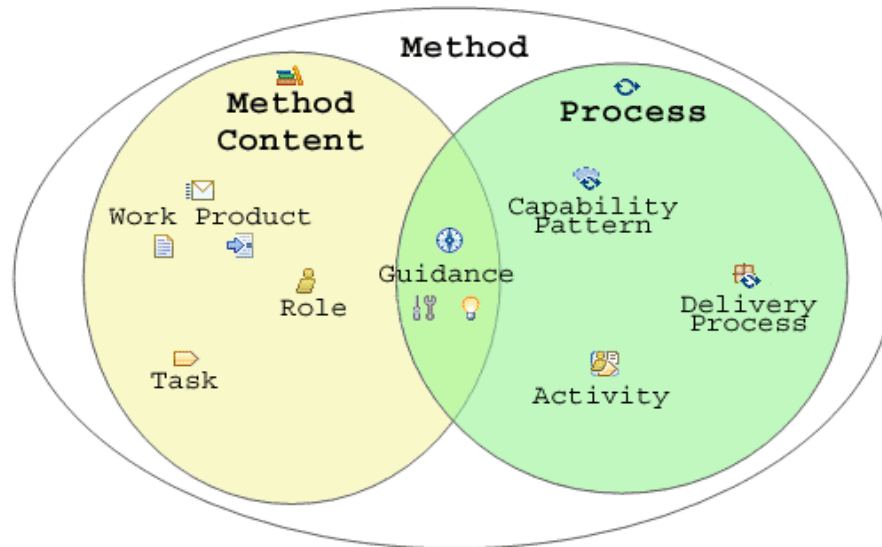 Method
Method
Content
Process
Work Product
Capability
Pattern
Guidance
Role
Delivery
Process
Task
Activity